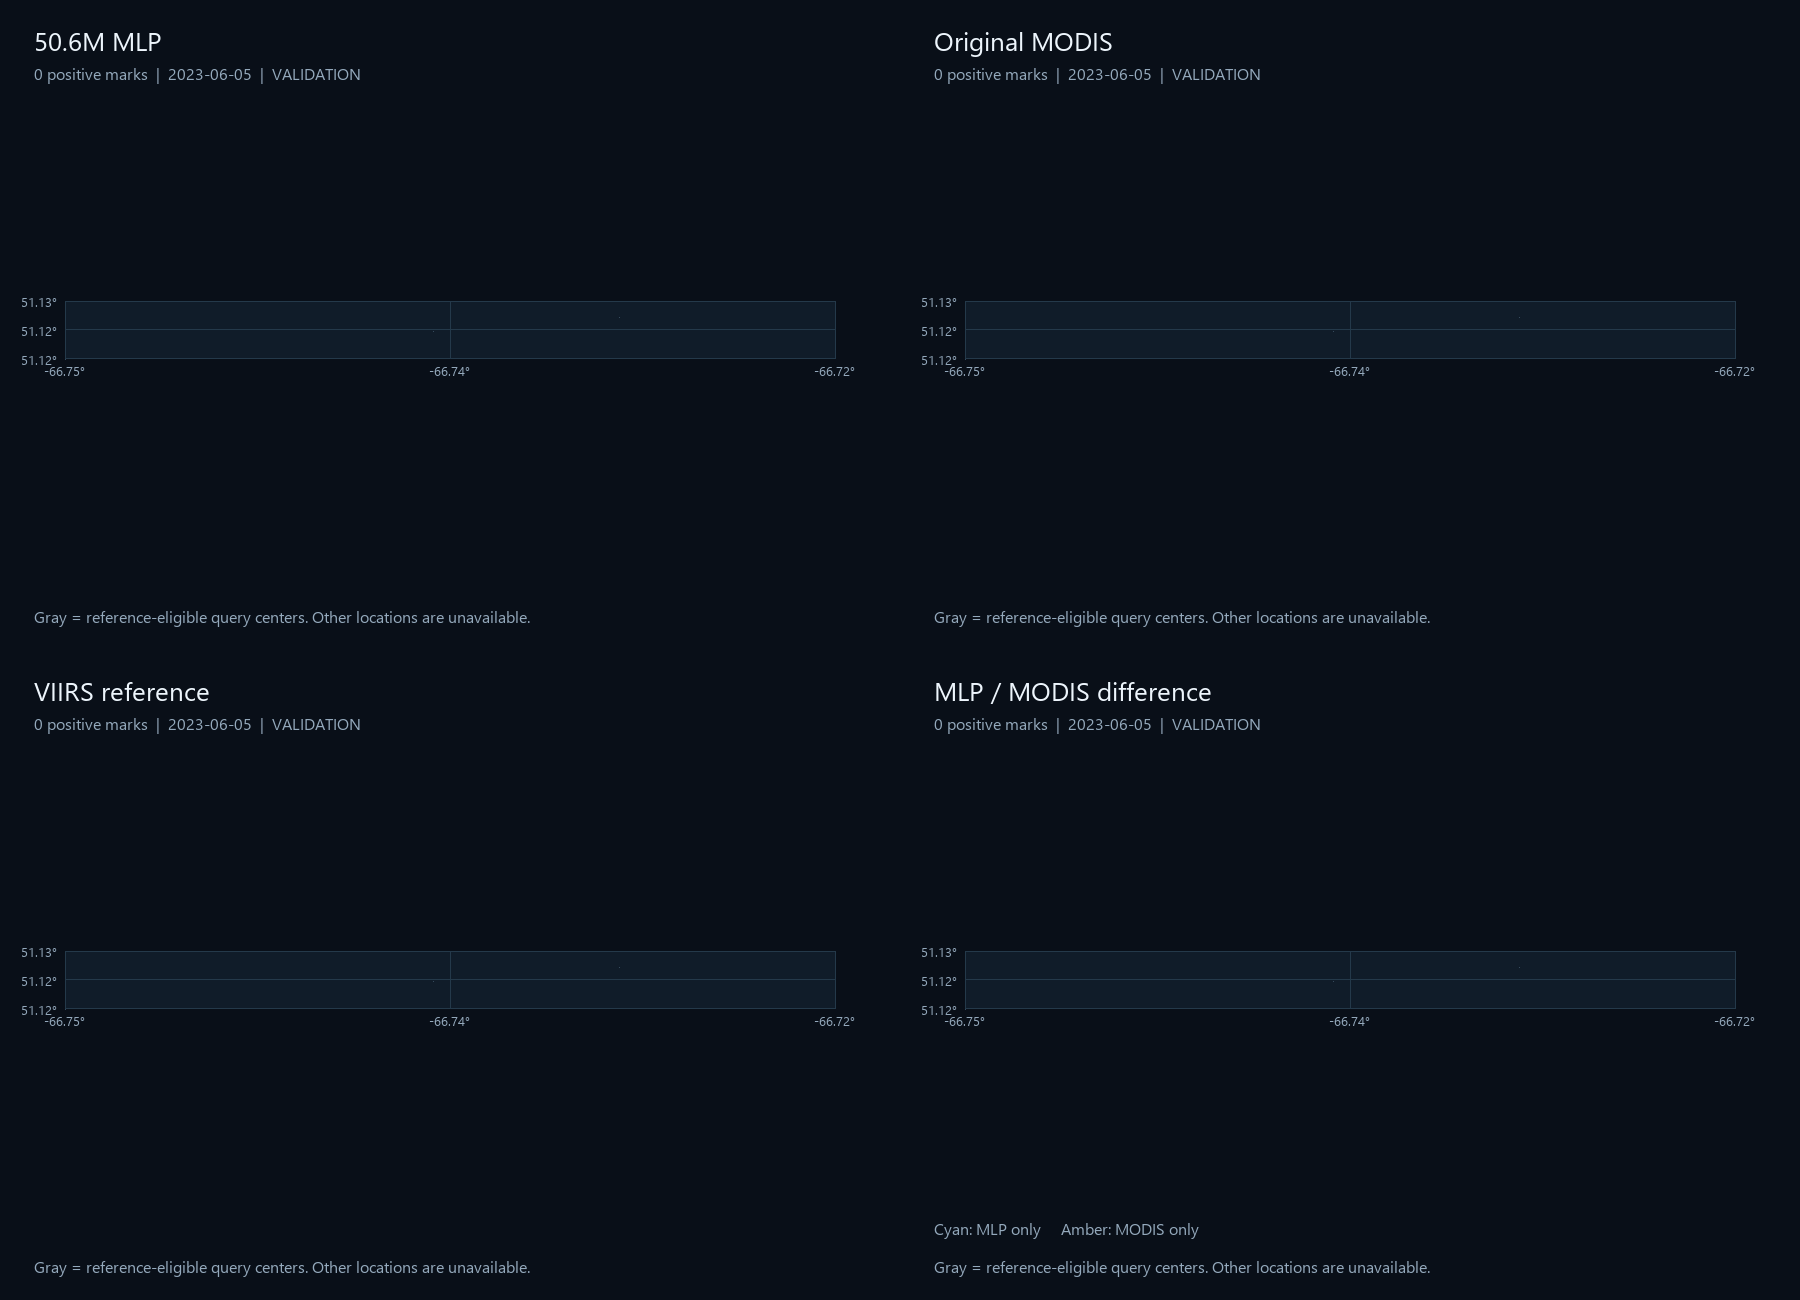 50.6M MLP
0 positive marks | 2023-06-05 | VALIDATION
51.13°
51.12°
51.12°
-66.75°
-66.74°
-66.72°
Gray = reference-eligible query centers. Other locations are unavailable.
Original MODIS
0 positive marks | 2023-06-05 | VALIDATION
51.13°
51.12°
51.12°
-66.75°
-66.74°
-66.72°
Gray = reference-eligible query centers. Other locations are unavailable.
VIIRS reference
0 positive marks | 2023-06-05 | VALIDATION
51.13°
51.12°
51.12°
-66.75°
-66.74°
-66.72°
Gray = reference-eligible query centers. Other locations are unavailable.
MLP / MODIS difference
0 positive marks | 2023-06-05 | VALIDATION
51.13°
51.12°
51.12°
-66.75°
-66.74°
-66.72°
Cyan: MLP only Amber: MODIS only
Gray = reference-eligible query centers. Other locations are unavailable.